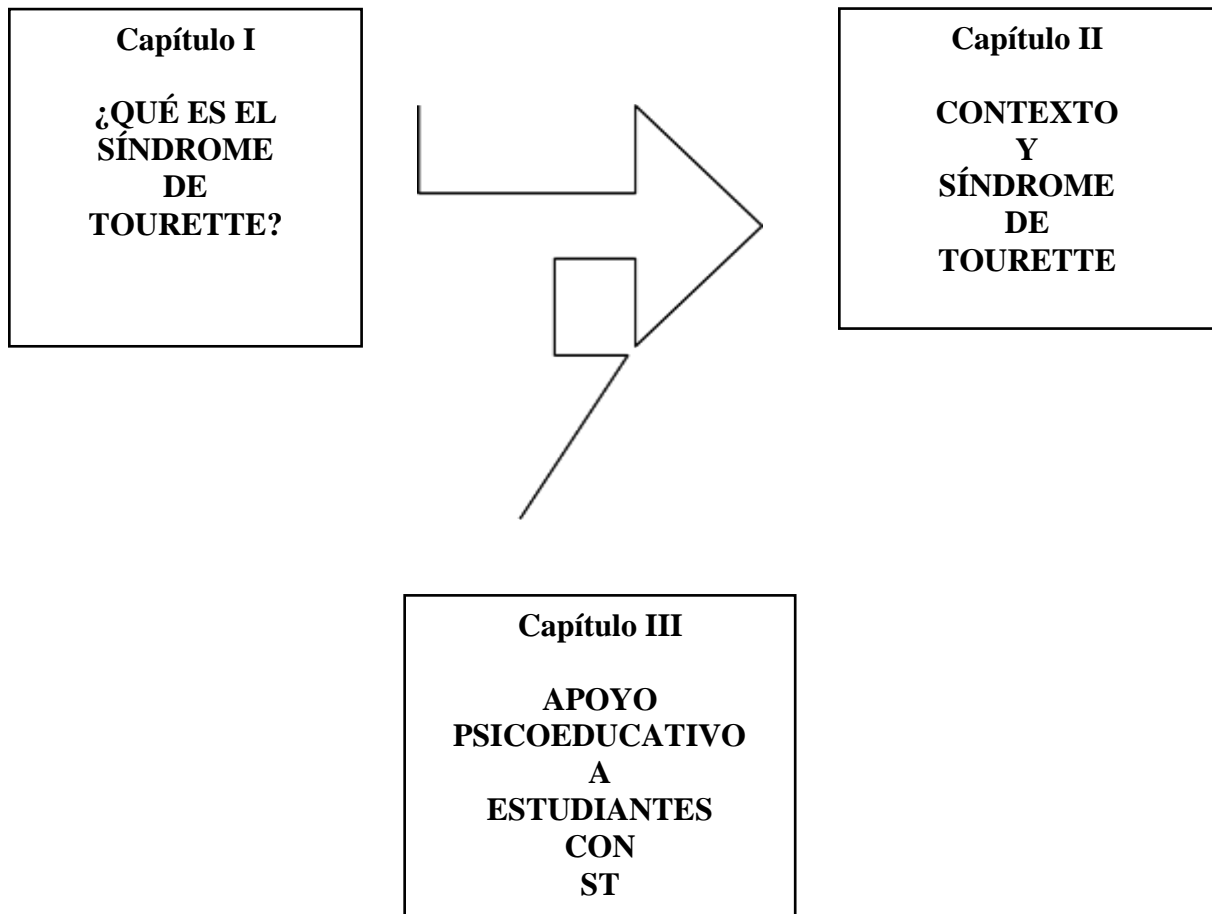 Capítulo I
¿QUÉ ES EL
SÍNDROME
DE
TOURETTE?
Capítulo II
CONTEXTO
Y
SÍNDROME
DE
TOURETTE
Capítulo III
APOYO
PSICOEDUCATIVO
A
ESTUDIANTES
CON
ST